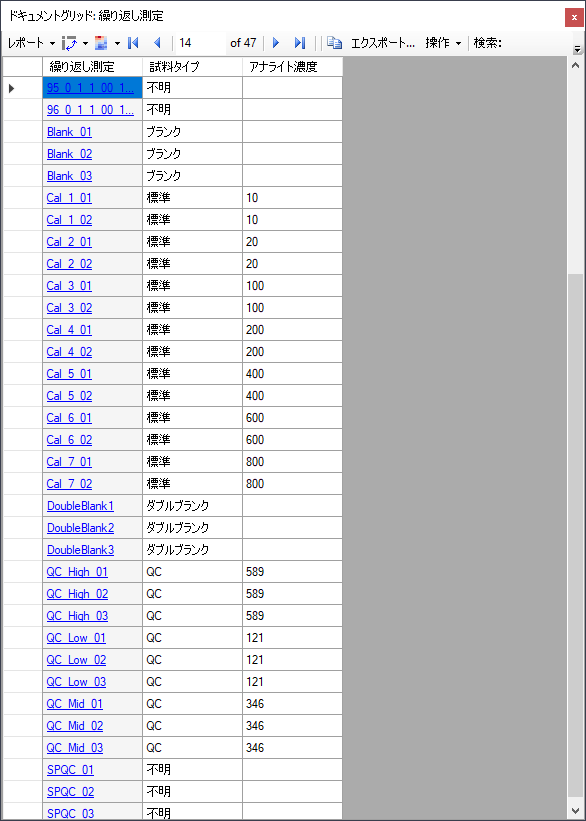 ドキュメントグリッド: 繰り返し測定
レポート 14 of 47 エクスポート... 操作 検索:
繰り返し測定 試料タイプ アナライト濃度
95_0_1_1_00_1... 不明
96_0_1_1_00_1... 不明
Blank_01 ブランク
Blank_02 ブランク
Blank_03 ブランク
Cal_1_01 標準 10
Cal_1_02 標準 10
Cal_2_01 標準 20
Cal_2_02 標準 20
Cal_3_01 標準 100
Cal_3_02 標準 100
Cal_4_01 標準 200
Cal_4_02 標準 200
Cal_5_01 標準 400
Cal_5_02 標準 400
Cal_6_01 標準 600
Cal_6_02 標準 600
Cal_7_01 標準 800
Cal_7_02 標準 800
DoubleBlank1 ダブルブランク
DoubleBlank2 ダブルブランク
DoubleBlank3 ダブルブランク
QC_High_01 QC 589
QC_High_02 QC 589
QC_High_03 QC 589
QC_Low_01 QC 121
QC_Low_02 QC 121
QC_Low_03 QC 121
QC_Mid_01 QC 346
QC_Mid_02 QC 346
QC_Mid_03 QC 346
SPQC_01 不明
SPQC_02 不明
SPQC_03 不明